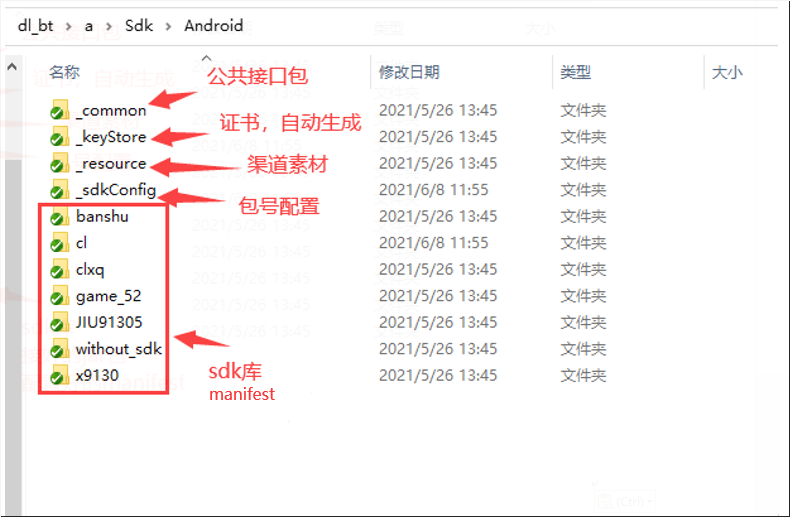 dl_bt > a > Sdk > Android
名称 修改日期 类型 大小
公共接口包
_common 2021/5/26 13:45 文件夹
证书，自动生成
_keyStore 2021/5/26 13:45 文件夹
_resource 渠道素材 2021/5/26 13:45 文件夹
_sdkConfig 2021/6/8 11:55 文件夹
包号配置
banshu 2021/5/26 13:45 文件夹
cl 2021/6/8 11:55 文件夹
clxq 2021/5/26 13:45 文件夹
game_52 2021/5/26 13:45 文件夹
JIU91305 2021/5/26 13:45 文件夹
without_sdk 2021/5/26 13:45 文件夹
x9130 2021/5/26 13:45 文件夹
sdk库
manifest